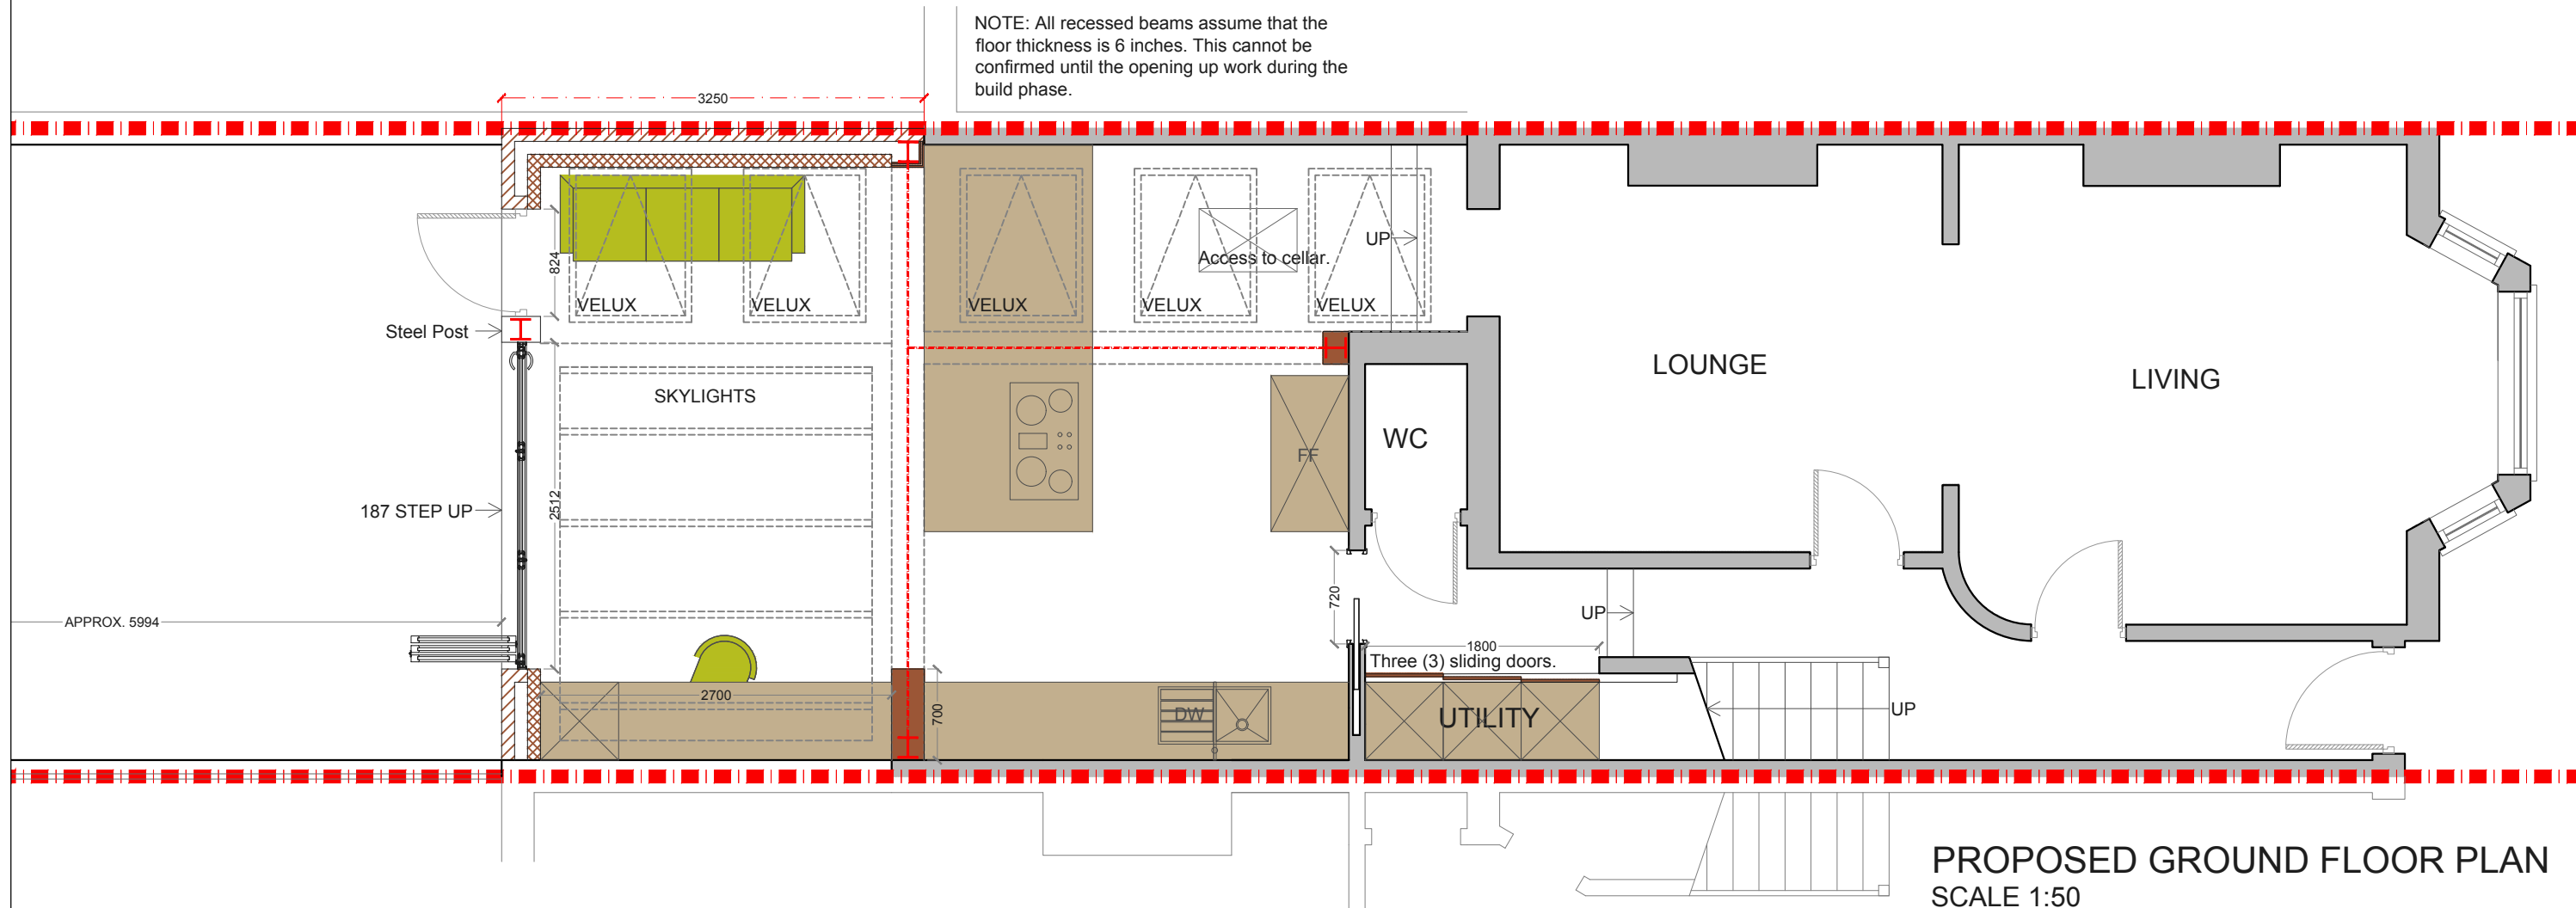 NOTE: All recessed beams assume that the
floor thickness is 6 inches. This cannot be
confirmed until the opening up work during the
build phase.
3250
824
VELUX
VELUX
VELUX
VELUX
VELUX
UP
Access to cellar.
Steel Post
SKYLIGHTS
LOUNGE
LIVING
WC
FF
187 STEP UP
2512
720
UP
APPROX. 5994
1800
Three (3) sliding doors.
2700
700
DW
UTILITY
UP
PROPOSED GROUND FLOOR PLAN
SCALE 1:50